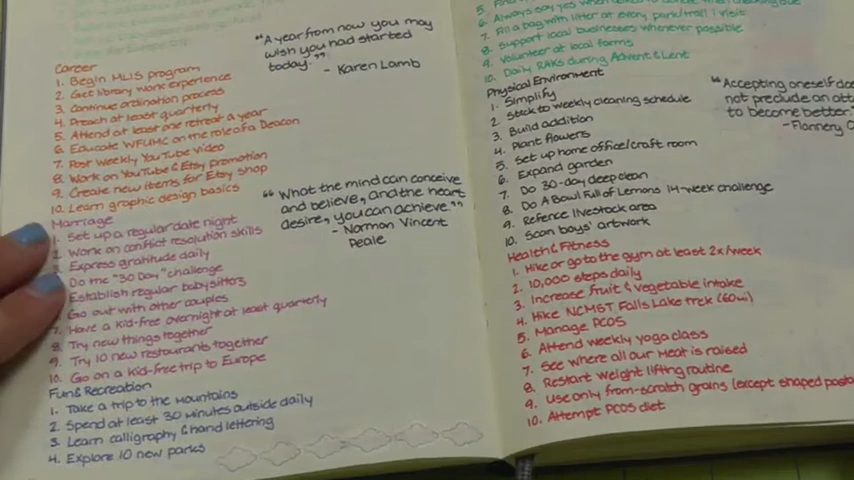 Career
1. Begin MLIS program
2. Get library work experience
3. Continue ordination process
4. Preach at least quarterly
5. Attend at least one retreat a year
6. Educate WFUMC on the role of a Deacon
7. Post weekly YouTube video
8. Work on YouTube & Etsy promotion
9. Create new items for Etsy shop
10. Learn graphic design basics
"A year from now you may
wish you had started
today."
- Karen Lamb
Marriage
1. Set up a regular date night
2. Work on conflict resolution skills
3. Express gratitude daily
Do the "30 Day" challenge
Establish regular babysitters
Go out with other couples
7. Have a kid-free overnight at least quarterly
8. Try new things together
9. Try 10 new restaurants together
10. Go on a kid-free trip to Europe
"What the mind can conceive
and believe, and the heart
desire, you can achieve"
- Norman Vincent
Peale
Fun & Recreation
1. Take a trip to the mountains
2. Spend at least 30 minutes outside daily
3. Learn calligraphy & hand lettering
4. Explore 10 new parks
6. Always say yes when asked to
7. Fill a bag with litter at every park/trail I visit
8. Support local businesses whenever possible
9. Volunteer at local farms
10. Daily RAKs during Advent & Lent
Physical Environment
1. Simplify
2. Stick to weekly cleaning schedule
3. Build addition
4. Plant flowers
5. Set up home office/craft room
6. Expand garden
7. Do 30-day deep clean
8. Do A Bowl Full of Lemons 14-week challenge
9. Refence livestock area
10. Scan boys' artwork
"Accepting oneself does
not preclude an
to become better."
- Flannery O
Health & Fitness
1. Hike or go to the gym at least 2x/week
2. 10,000 steps daily
3. Increase fruit & vegetable intake
4. Hike NCMST Falls Lake trek (60mi)
5. Manage PCOS
6. Attend weekly yoga class
7. See where all our meat is raised
8. Restart weight lifting routine
9. Use only from-scratch grains (except shaped pasta
10. Attempt PCOS diet